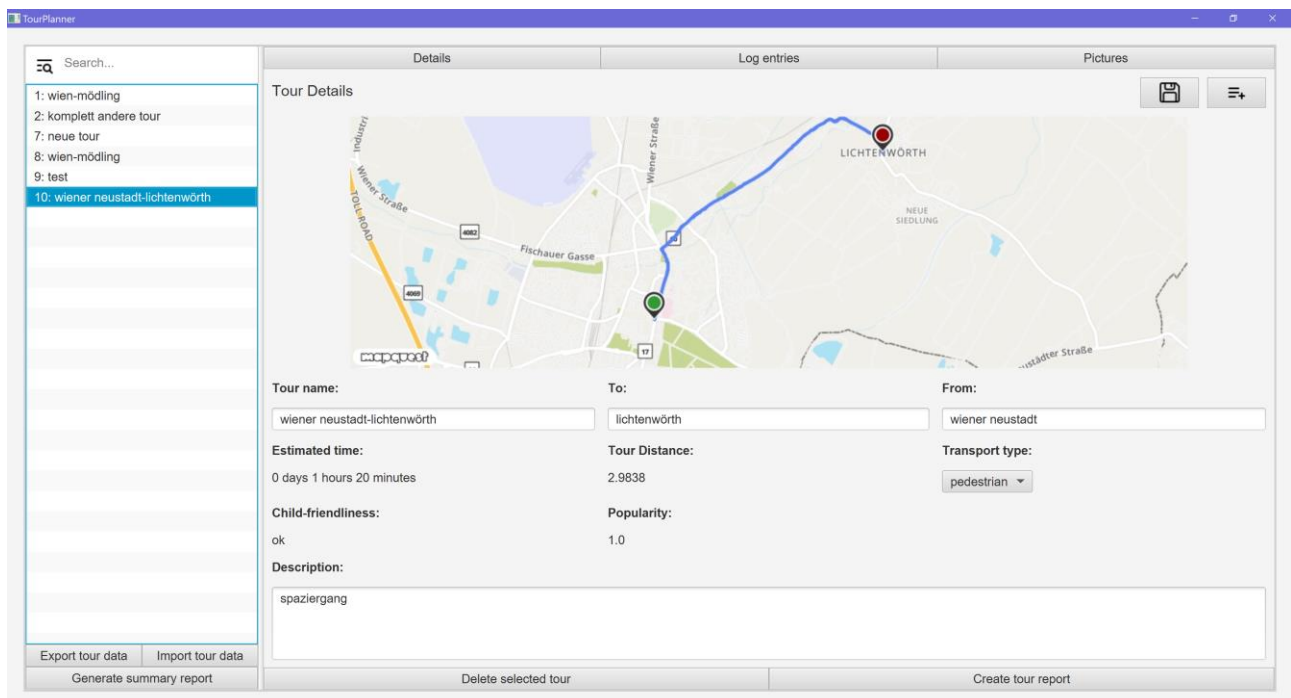 TourPlanner
Search...
1: wien-mödling
2: komplett andere tour
7: neue tour
8: wien-mödling
9: test
10: wiener neustadt-lichtenwörth
Export tour data
Import tour data
Generate summary report
Details
Log entries
Pictures
Tour Details
Industri
Wiener Straße
TOLL ROAD
4082
4069
Fischauer Gasse
Wiener Straße
LICHTENWÖRTH
NEUE
SIEDLUNG
17
ustädter Straße
mapquest
Tour name:
To:
From:
wiener neustadt-lichtenwörth
lichtenwörth
wiener neustadt
Estimated time:
Tour Distance:
Transport type:
0 days 1 hours 20 minutes
2.9838
pedestrian
Child-friendliness:
Popularity:
ok
1.0
Description:
spaziergang
Delete selected tour
Create tour report